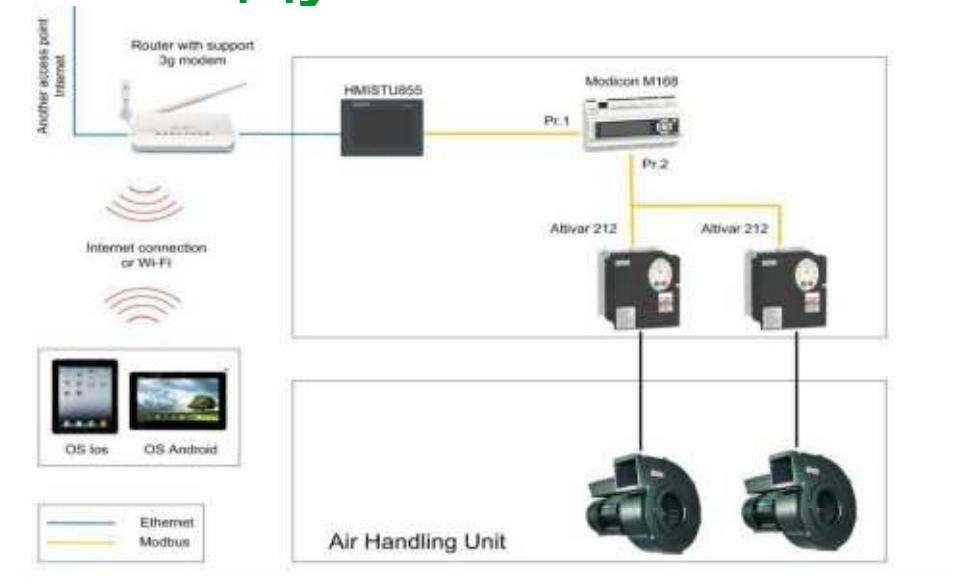 Another access point
Internet
Router with support
3g modem
HMISTU855
Modicon M168
Pr.1
Pr.2
Altivar 212
Altivar 212
Internet connection
or Wi-Fi
OS Ios
OS Android
Ethernet
Modbus
Air Handling Unit